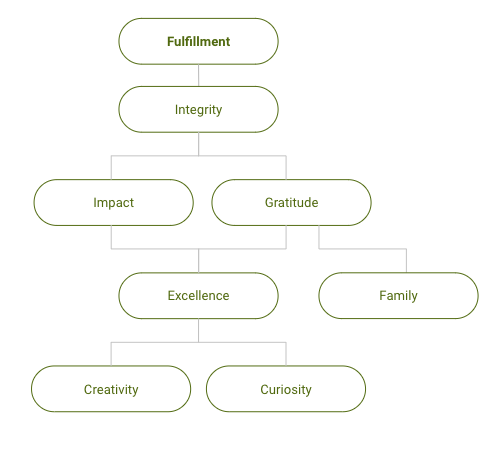 Fulfillment
Integrity
Impact
Gratitude
Excellence
Family
Creativity
Curiosity